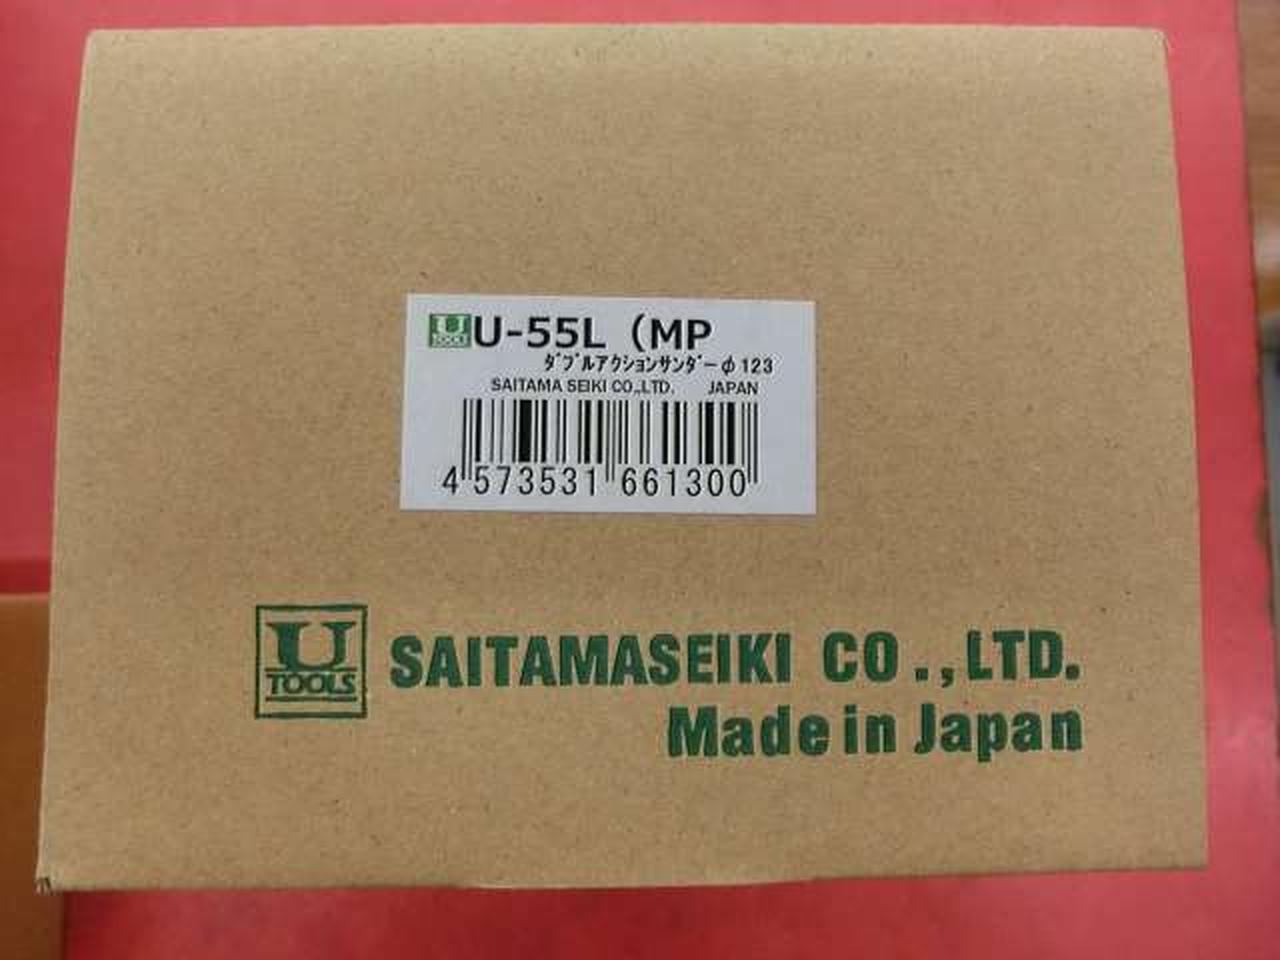 U TOOLS U-55L（MP
ﾀﾞﾌﾞﾙｱｸｼｮﾝｻﾝﾀﾞｰφ123
SAITAMA SEIKI CO.,LTD. JAPAN
4 573531 661300
U TOOLS SAITAMASEIKI CO.,LTD.
Made in Japan